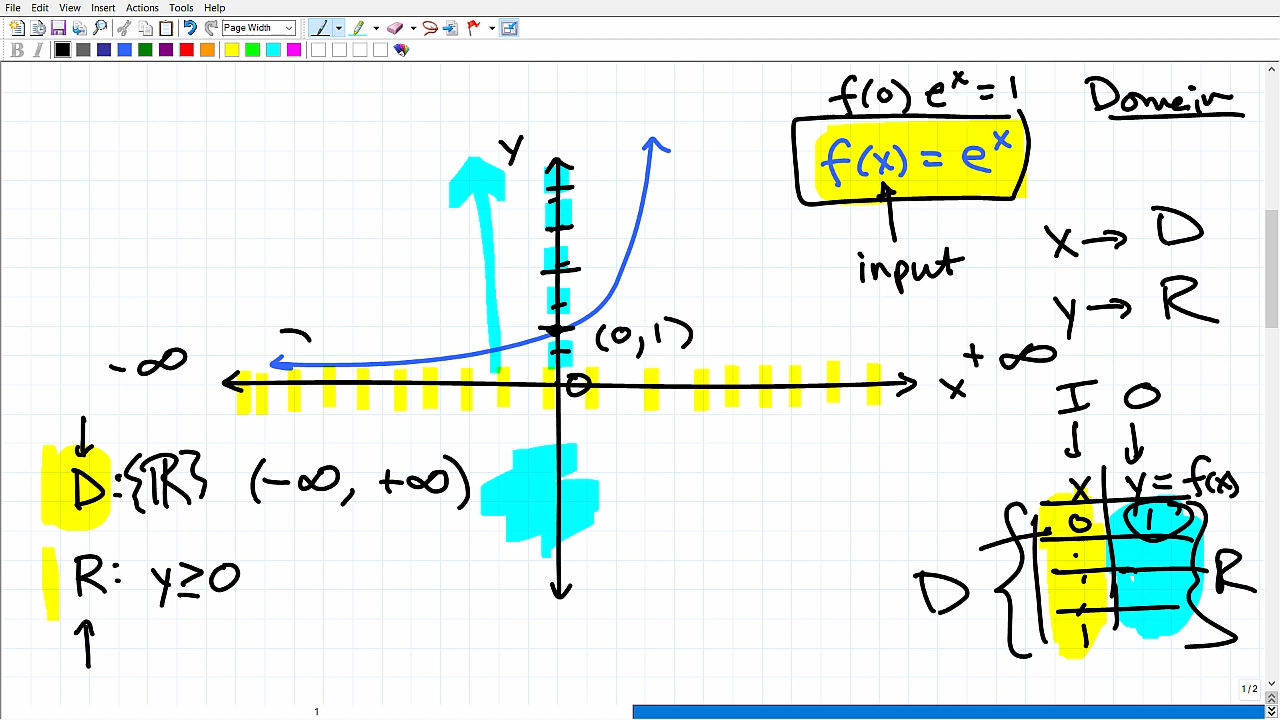 File Edit View Insert Actions Tools Help
Page Width
B I
f(0) e^x = 1
Domain
f(x) = e^x
input
x → D
y → R
y
(0,1)
-∞
+∞
x
0
I O
D: {ℝ} (-∞, +∞)
R: y≥0
x y = f(x)
0 1
D
R
1/2
1